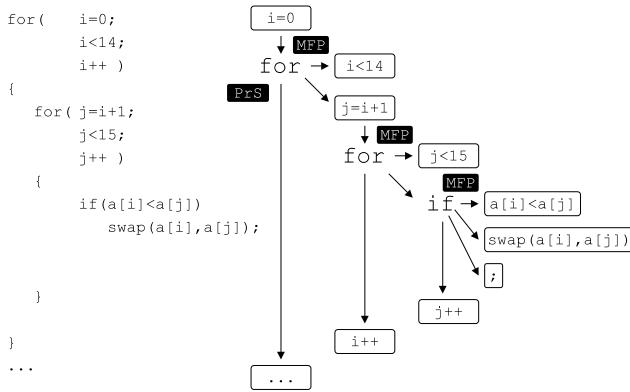 for( i=0;
i<14;
i++ )
{
for( j=i+1;
j<15;
j++ )
{
if(a[i]<a[j])
swap(a[i],a[j]);
}
}
...
i=0
MFP
for
i<14
PrS
j=i+1
MFP
for
j<15
MFP
if
a[i]<a[j]
swap(a[i],a[j])
;
j++
i++
...